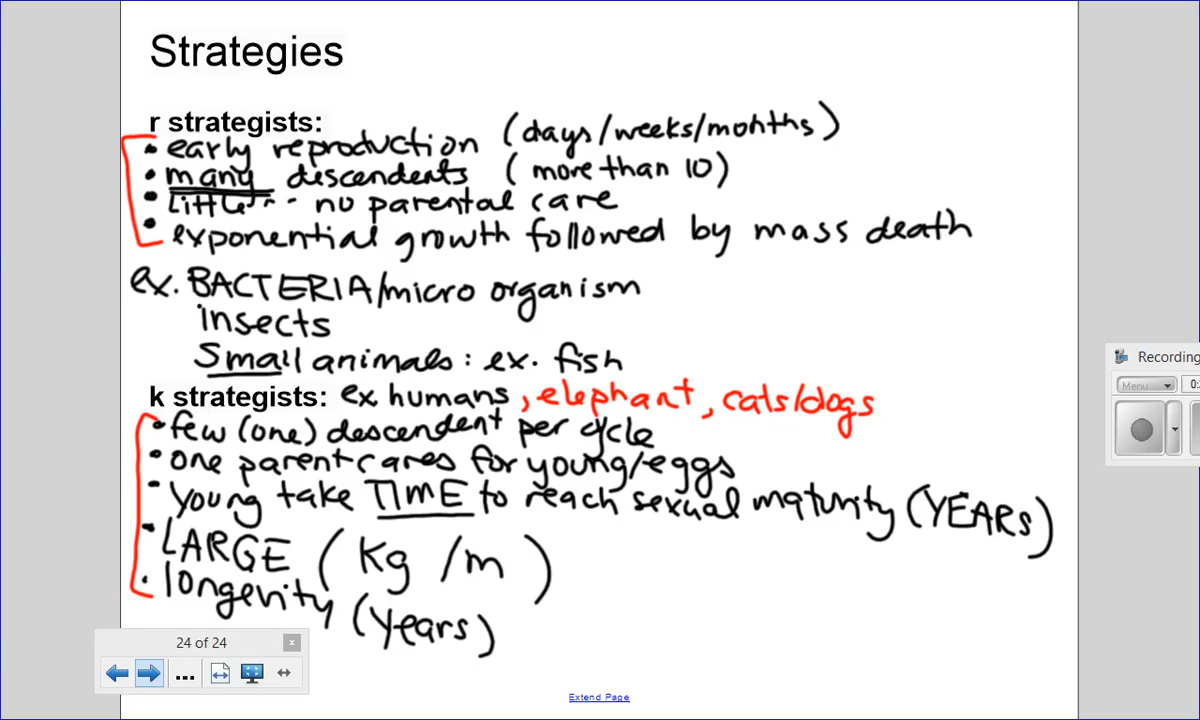 Strategies
r strategists:
• early reproduction (days/weeks/months)
• many descendents (more than 10)
• little - no parental care
• exponential growth followed by mass death
ex. BACTERIA/micro organism
insects
Small animals: ex. fish
k strategists: ex humans, elephant, cats/dogs
• few (one) descendent per cycle
• one parent cares for young/eggs
• young take TIME to reach sexual maturity (YEARs)
• LARGE (Kg/m)
• longevity (years)
24 of 24
Extend Page
Recording
Menu
0: